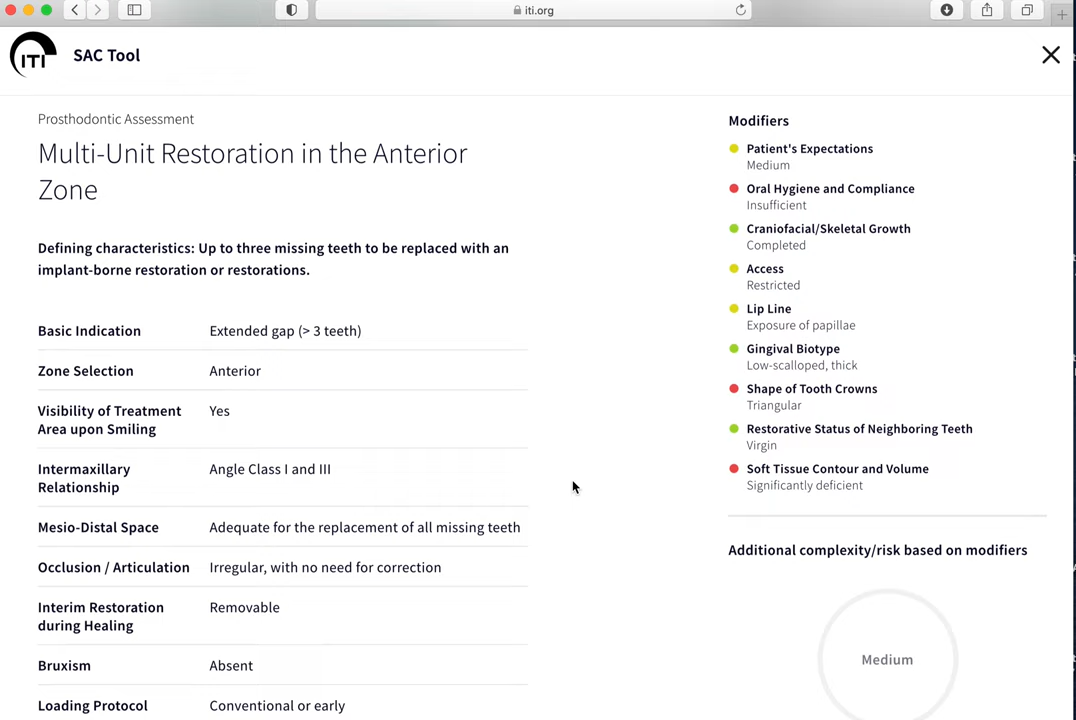 iti.org
ITI
SAC Tool
Prosthodontic Assessment
Multi-Unit Restoration in the Anterior
Zone
Defining characteristics: Up to three missing teeth to be replaced with an
implant-borne restoration or restorations.
Basic Indication Extended gap (> 3 teeth)
Zone Selection Anterior
Visibility of Treatment Yes
Area upon Smiling
Intermaxillary Angle Class I and III
Relationship
Mesio-Distal Space Adequate for the replacement of all missing teeth
Occlusion / Articulation Irregular, with no need for correction
Interim Restoration Removable
during Healing
Bruxism Absent
Loading Protocol Conventional or early
Modifiers
Patient's Expectations
Medium
Oral Hygiene and Compliance
Insufficient
Craniofacial/Skeletal Growth
Completed
Access
Restricted
Lip Line
Exposure of papillae
Gingival Biotype
Low-scalloped, thick
Shape of Tooth Crowns
Triangular
Restorative Status of Neighboring Teeth
Virgin
Soft Tissue Contour and Volume
Significantly deficient
Additional complexity/risk based on modifiers
Medium